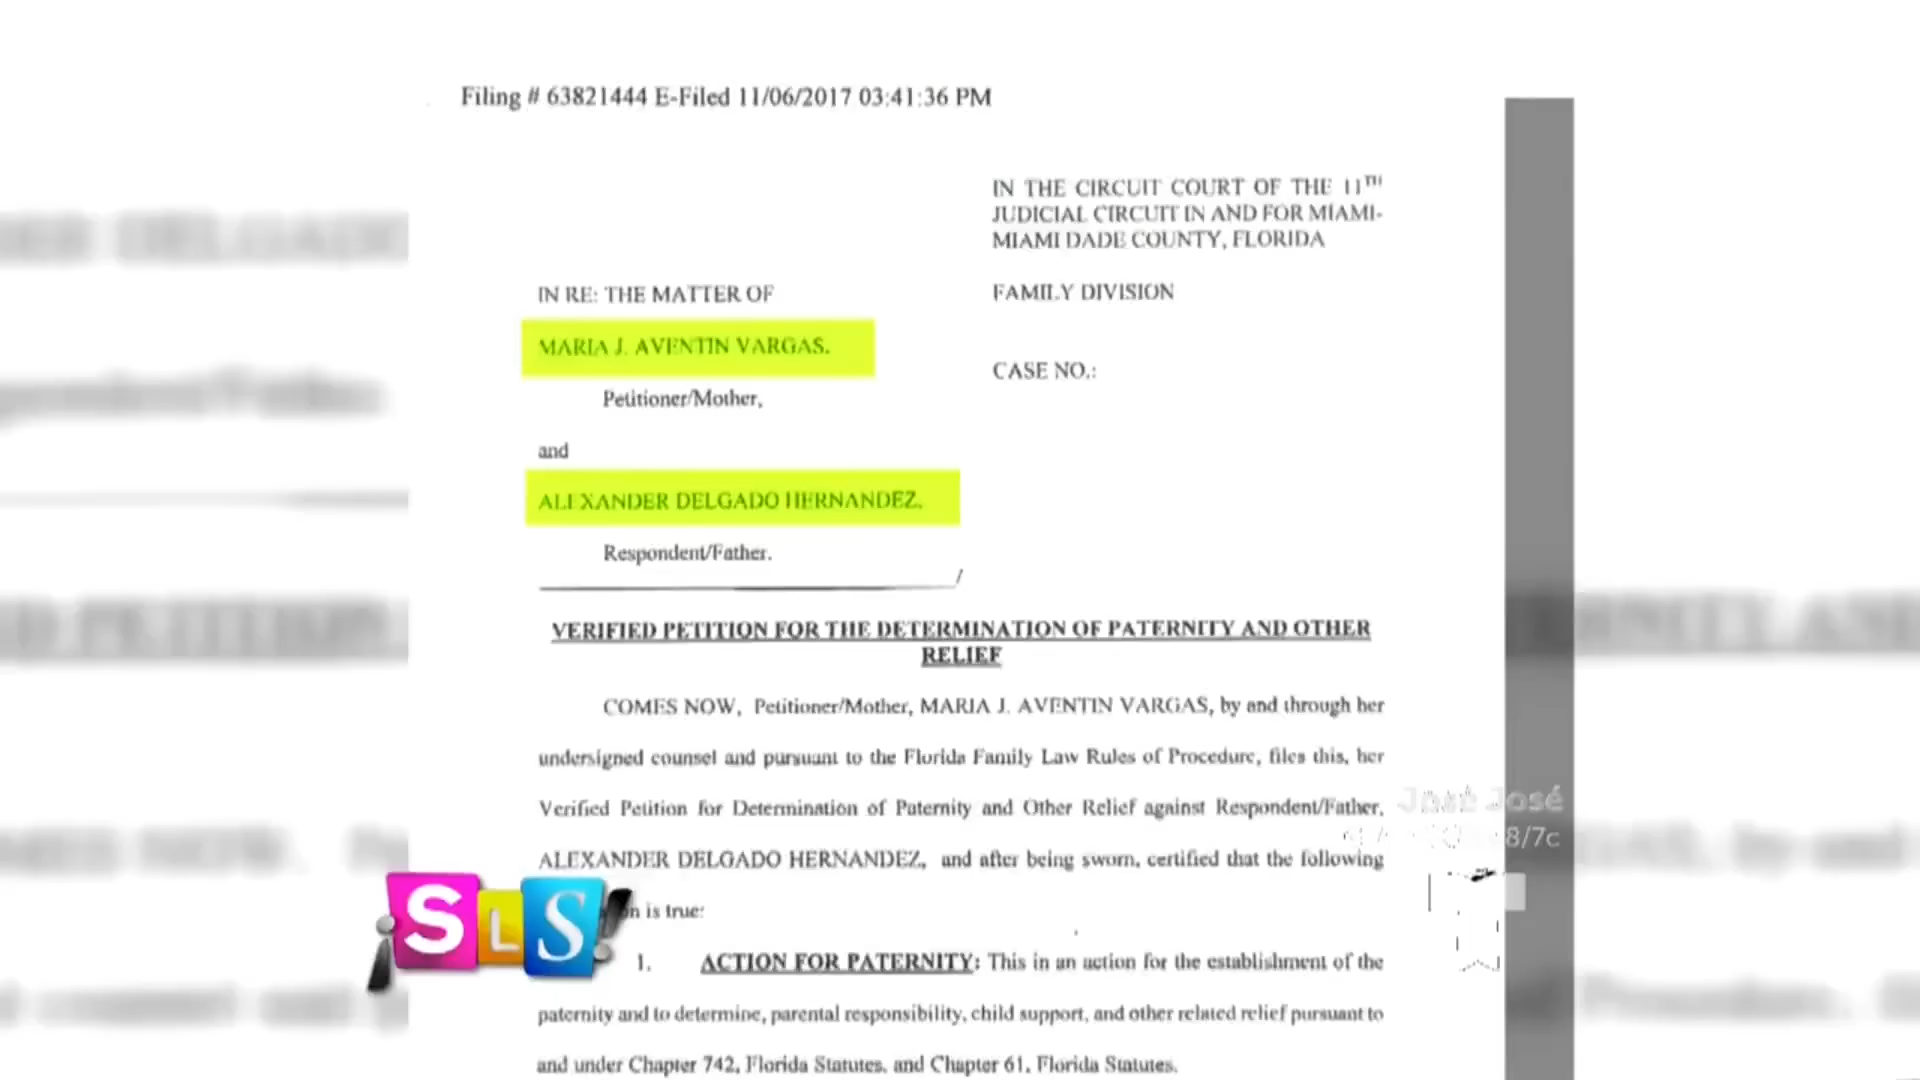 Filing # 63821444 E-Filed 11/06/2017 03:41:36 PM
IN THE CIRCUIT COURT OF THE 11TH
JUDICIAL CIRCUIT IN AND FOR MIAMI-
MIAMI DADE COUNTY, FLORIDA
IN RE: THE MATTER OF
FAMILY DIVISION
MARIA J. AVENTIN VARGAS,
CASE NO.:
Petitioner/Mother,
and
ALEXANDER DELGADO HERNANDEZ,
Respondent/Father.
/
VERIFIED PETITION FOR THE DETERMINATION OF PATERNITY AND OTHER
RELIEF
COMES NOW, Petitioner/Mother, MARIA J. AVENTIN VARGAS, by and through her
undersigned counsel and pursuant to the Florida Family Law Rules of Procedure, files this, her
Verified Petition for Determination of Paternity and Other Relief against Respondent/Father,
ALEXANDER DELGADO HERNANDEZ, and after being sworn, certified that the following
is true:
1. ACTION FOR PATERNITY: This in an action for the establishment of the
paternity and to determine, parental responsibility, child support, and other related relief pursuant to
and under Chapter 742, Florida Statutes, and Chapter 61, Florida Statutes.
José José
8/7c
¡SLS!